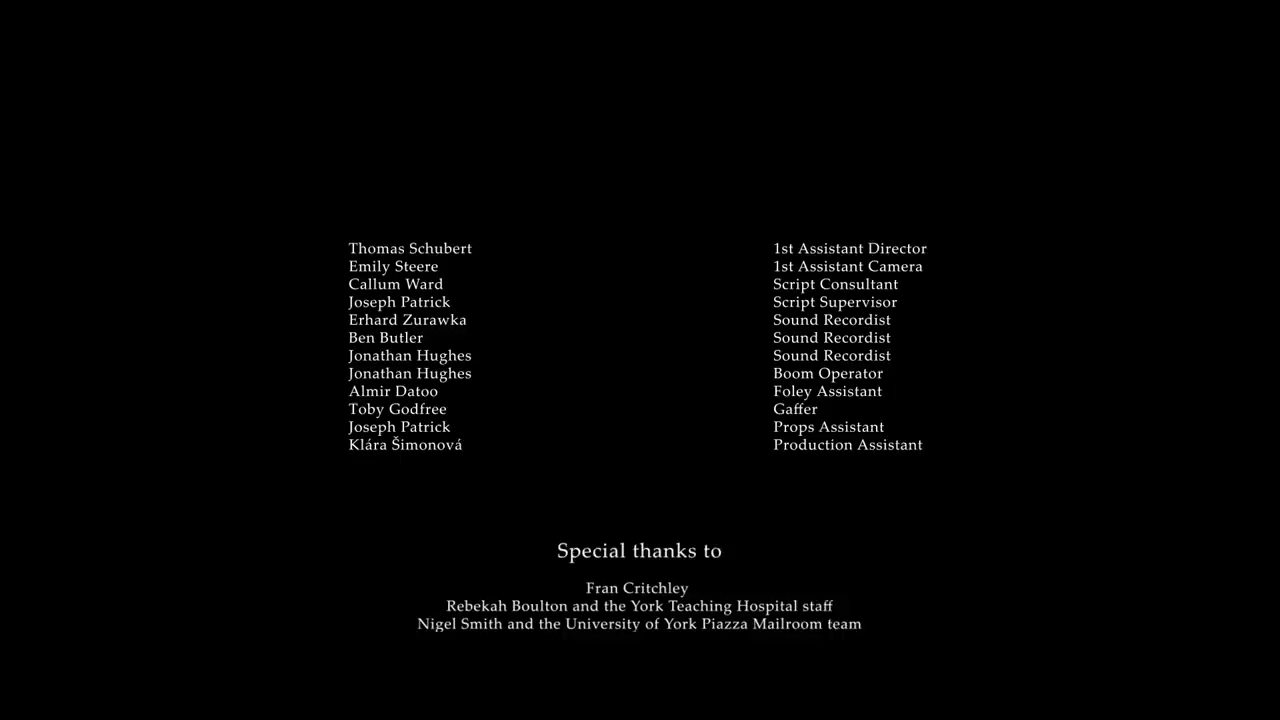 Thomas Schubert 1st Assistant Director
Emily Steere 1st Assistant Camera
Callum Ward Script Consultant
Joseph Patrick Script Supervisor
Erhard Zurawka Sound Recordist
Ben Butler Sound Recordist
Jonathan Hughes Sound Recordist
Jonathan Hughes Boom Operator
Almir Datoo Foley Assistant
Toby Godfree Gaffer
Joseph Patrick Props Assistant
Klára Šimonová Production Assistant
Special thanks to
Fran Critchley
Rebekah Boulton and the York Teaching Hospital staff
Nigel Smith and the University of York Piazza Mailroom team